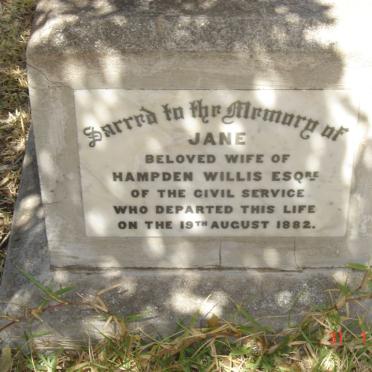 Sacred to the Memory of
JANE
BELOVED WIFE OF
HAMPDEN WILLIS ESQRE
OF THE CIVIL SERVICE
WHO DEPARTED THIS LIFE
ON THE 19TH AUGUST 1882.